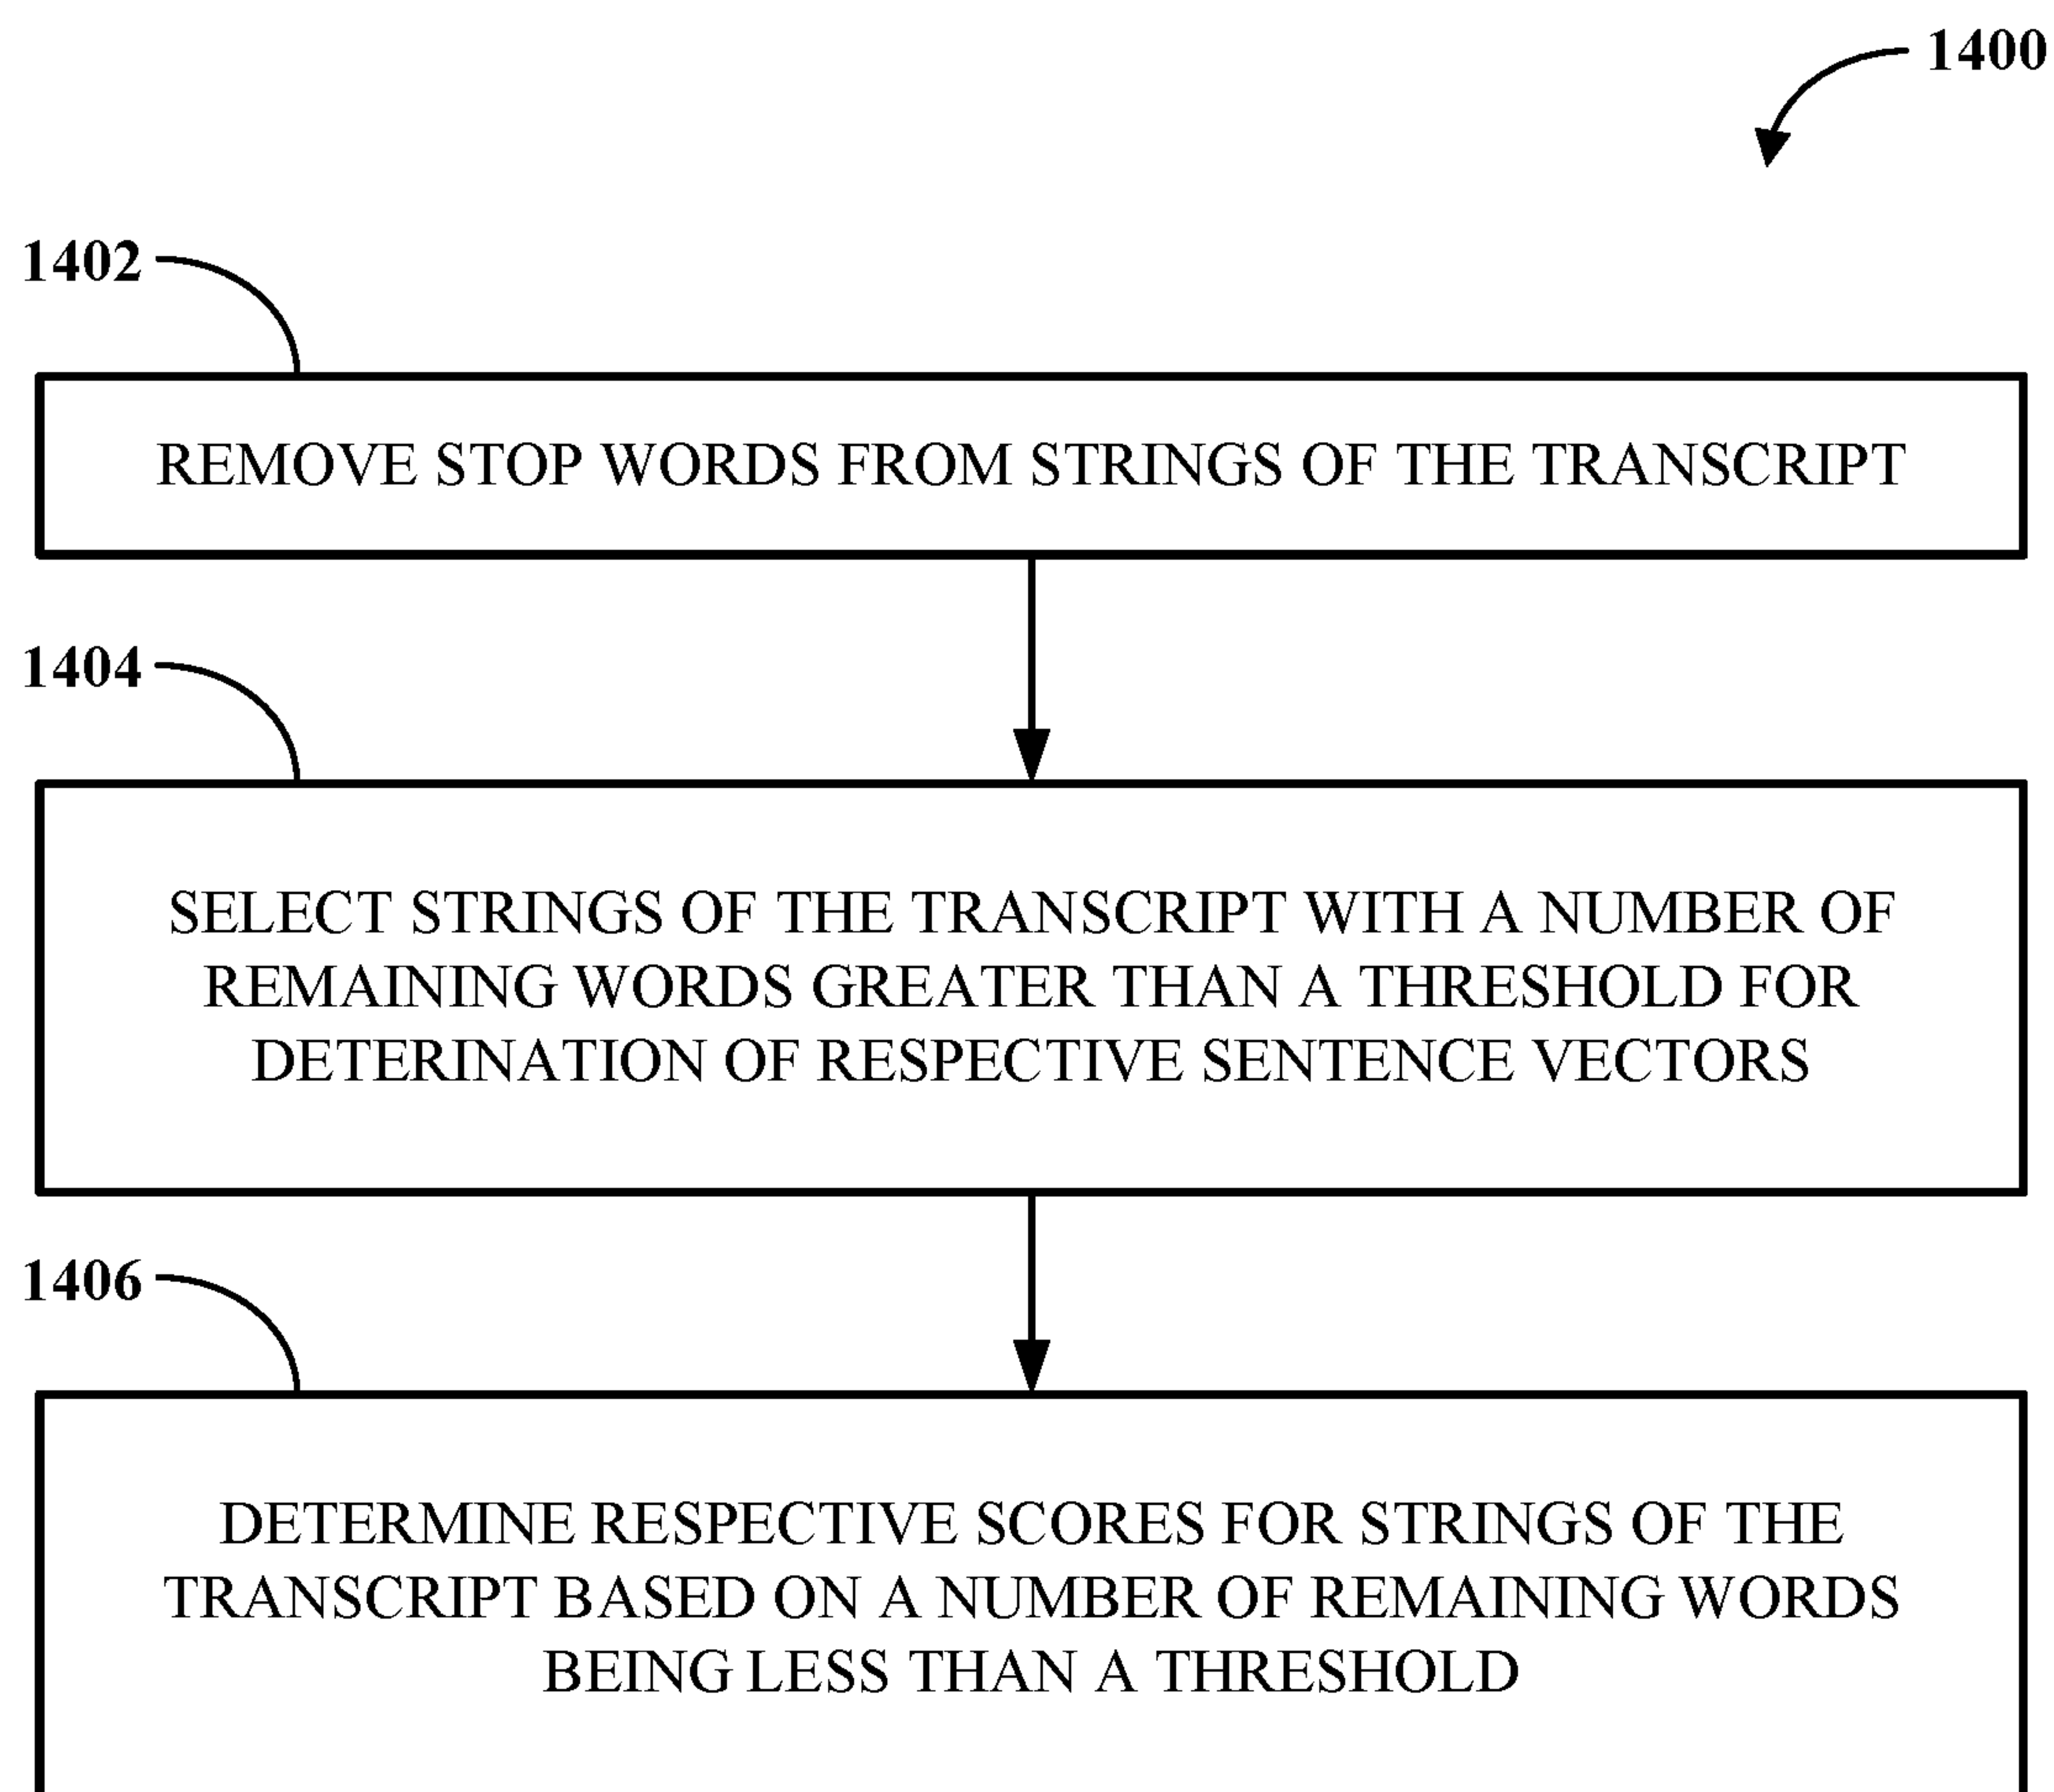 1400
1402
REMOVE STOP WORDS FROM STRINGS OF THE TRANSCRIPT
1404
SELECT STRINGS OF THE TRANSCRIPT WITH A NUMBER OF
REMAINING WORDS GREATER THAN A THRESHOLD FOR
DETERINATION OF RESPECTIVE SENTENCE VECTORS
1406
DETERMINE RESPECTIVE SCORES FOR STRINGS OF THE
TRANSCRIPT BASED ON A NUMBER OF REMAINING WORDS
BEING LESS THAN A THRESHOLD